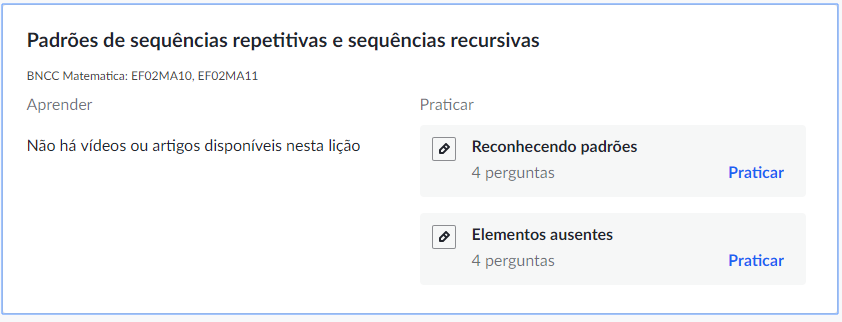 Padrões de sequências repetitivas e sequências recursivas
BNCC Matematica: EF02MA10, EF02MA11
Aprender
Não há vídeos ou artigos disponíveis nesta lição
Praticar
Reconhecendo padrões
4 perguntas
Praticar
Elementos ausentes
4 perguntas
Praticar